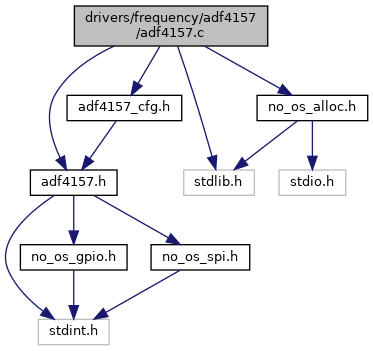 drivers/frequency/adf4157
/adf4157.c
adf4157_cfg.h
no_os_alloc.h
adf4157.h
stdlib.h
stdio.h
no_os_gpio.h
no_os_spi.h
stdint.h